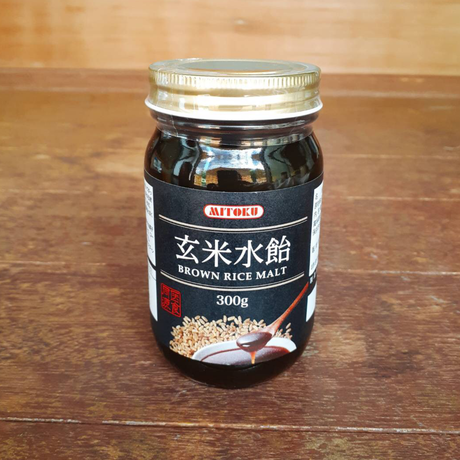 MITOKU
玄米水飴
BROWN RICE MALT
300g